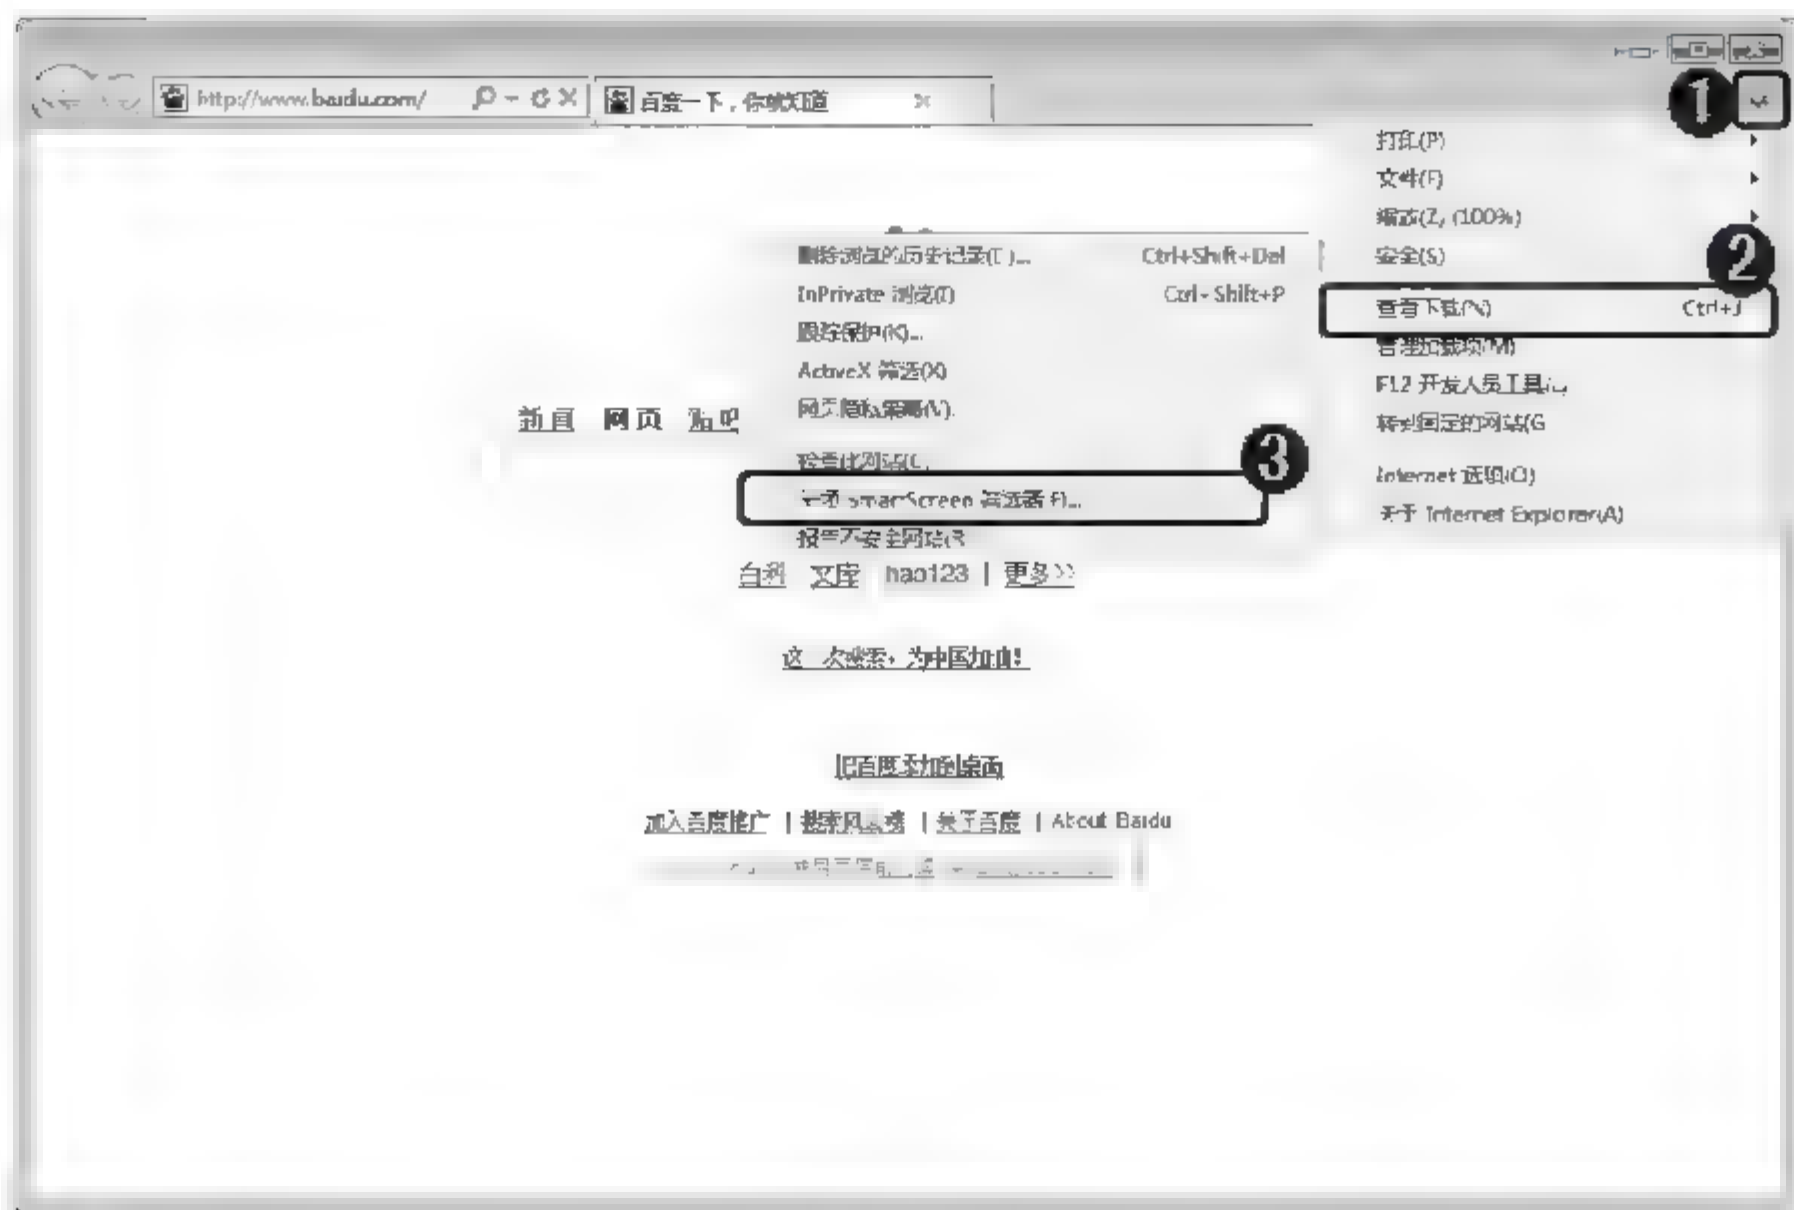 http://www.baidu.com/ 百度一下，你就知道
1
打印(P)
文件(F)
缩放(Z) (100%)
安全(S)
2
查看下载(N) Ctrl+J
管理加载项(M)
F12 开发人员工具(L)
转到固定的网站(G
Internet 选项(O)
关于 Internet Explorer(A)
删除浏览的历史记录(D)... Ctrl+Shift+Del
InPrivate 浏览(I) Ctrl+Shift+P
跟踪保护(K)...
ActiveX 筛选(X)
网页隐私策略(V)...
检查此网站(C)
3
SmartScreen 筛选器(F)...
报告不安全网站(R
新闻 网页 贴吧
百科 文库 hao123 | 更多>>
这 次搜索，为中国加油！
把百度添加到桌面
加入百度推广 | 搜索风云榜 | 关于百度 | About Baidu